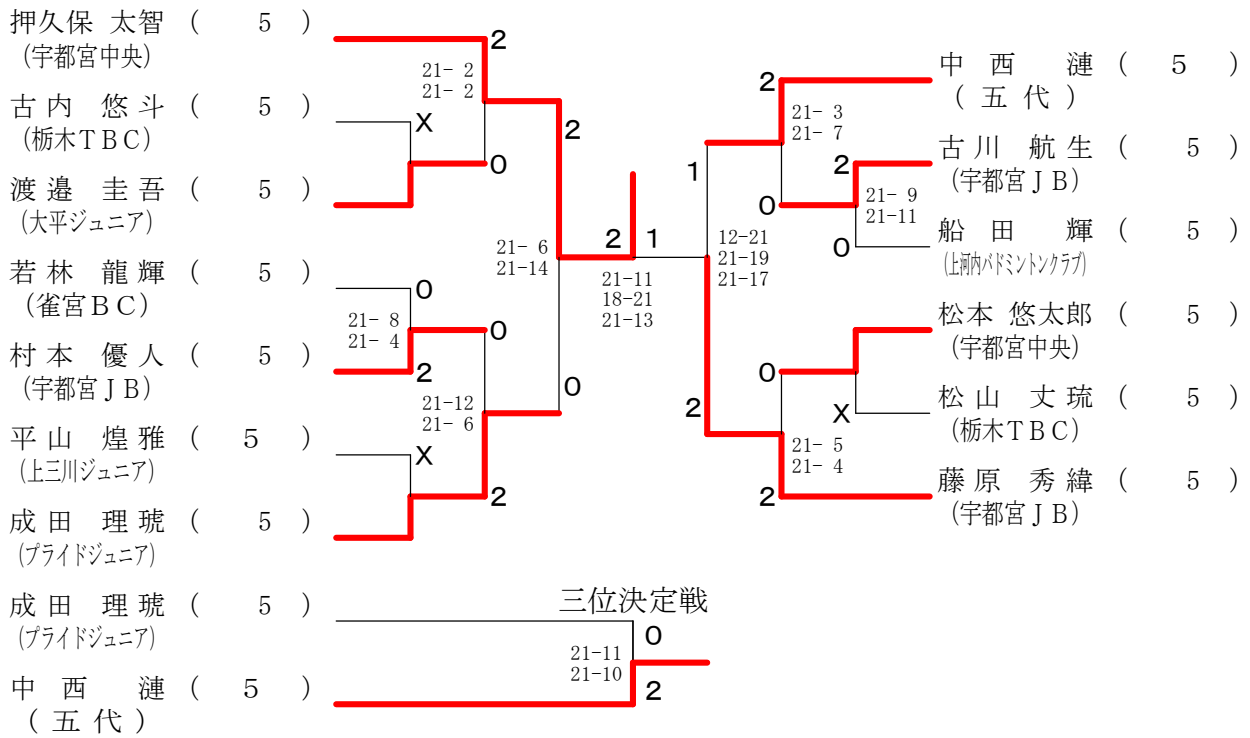 押久保 太智 ( 5 )
(宇都宮中央)
古内 悠斗 ( 5 )
(栃木TBC)
渡邉 圭吾 ( 5 )
(大平ジュニア)
若林 龍輝 ( 5 )
(雀宮BC)
村本 優人 ( 5 )
(宇都宮JB)
平山 煌雅 ( 5 )
(上三川ジュニア)
成田 理琥 ( 5 )
(プライドジュニア)
2
21- 2
21- 2
X
0
2
0
21- 8
21- 4
2
0
21-12
21- 6
X
2
21- 6
21-14
0
2 1
21-11
18-21
21-13
1
12-21
21-19
21-17
2
2
21- 3
21- 7
0
2
21- 9
21-11
0
0
X
21- 5
21- 4
2
中西 漣 ( 5 )
(五代)
古川 航生 ( 5 )
(宇都宮JB)
船田 輝 ( 5 )
(上河内バドミントンクラブ)
松本 悠太郎 ( 5 )
(宇都宮中央)
松山 丈琉 ( 5 )
(栃木TBC)
藤原 秀緯 ( 5 )
(宇都宮JB)
三位決定戦
成田 理琥 ( 5 )
(プライドジュニア)
中西 漣 ( 5 )
(五代)
0
21-11
21-10
2